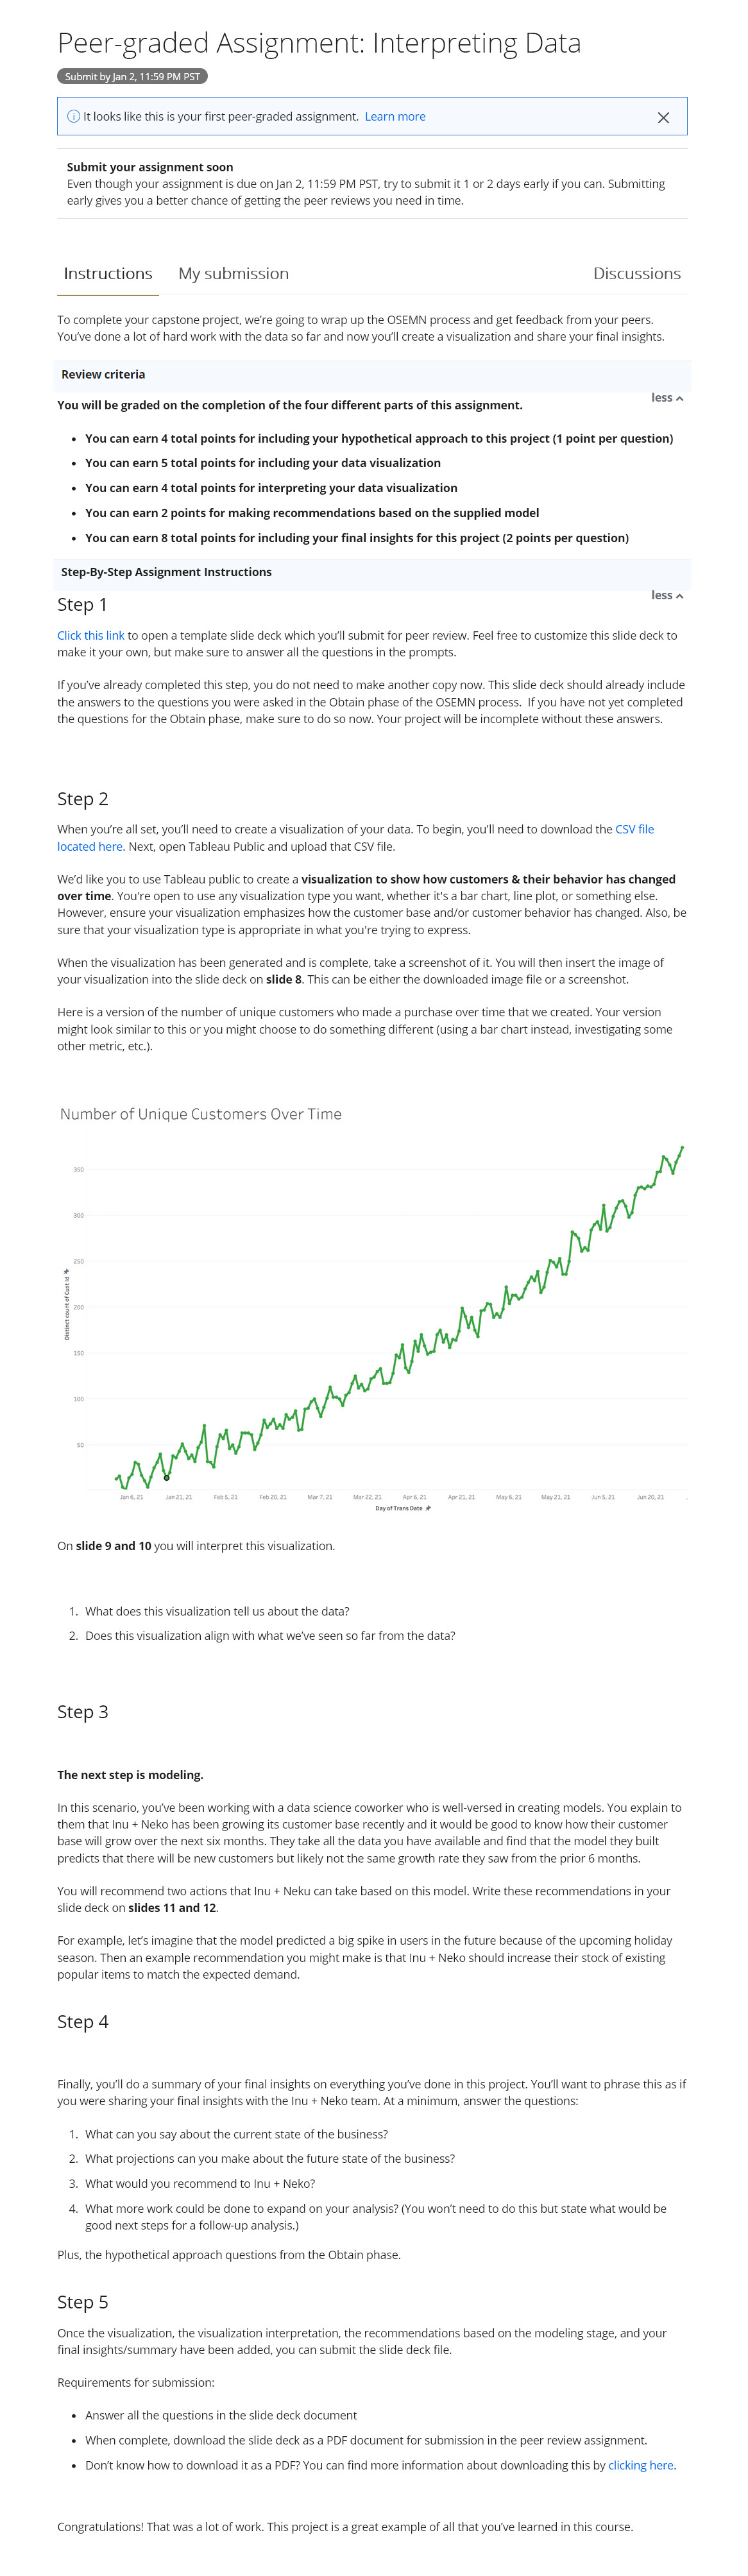 Peer-graded Assignment: Interpreting Data
Submit by Jan 2, 11:59 PM PST
It looks like this is your first peer-graded assignment. Learn more
Submit your assignment soon
Even though your assignment is due on Jan 2, 11:59 PM PST, try to submit it 1 or 2 days early if you can. Submitting
early gives you a better chance of getting the peer reviews you need in time.
Instructions My submission Discussions
To complete your capstone project, we're going to wrap up the OSEMN process and get feedback from your peers.
You've done a lot of hard work with the data so far and now you'll create a visualization and share your final insights.
Review criteria
less
You will be graded on the completion of the four different parts of this assignment.
• You can earn 4 total points for including your hypothetical approach to this project (1 point per question)
• You can earn 5 total points for including your data visualization
• You can earn 4 total points for interpreting your data visualization
• You can earn 2 points for making recommendations based on the supplied model
• You can earn 8 total points for including your final insights for this project (2 points per question)
Step-By-Step Assignment Instructions
less
Step 1
Click this link to open a template slide deck which you'll submit for peer review. Feel free to customize this slide deck to
make it your own, but make sure to answer all the questions in the prompts.
If you've already completed this step, you do not need to make another copy now. This slide deck should already include
the answers to the questions you were asked in the Obtain phase of the OSEMN process. If you have not yet completed
the questions for the Obtain phase, make sure to do so now. Your project will be incomplete without these answers.
Step 2
When you're all set, you'll need to create a visualization of your data. To begin, you'll need to download the CSV file
located here. Next, open Tableau Public and upload that CSV file.
We'd like you to use Tableau public to create a visualization to show how customers & their behavior has changed
over time. You're open to use any visualization type you want, whether it's a bar chart, line plot, or something else.
However, ensure your visualization emphasizes how the customer base and/or customer behavior has changed. Also, be
sure that your visualization type is appropriate in what you're trying to express.
When the visualization has been generated and is complete, take a screenshot of it. You will then insert the image of
your visualization into the slide deck on slide 8. This can be either the downloaded image file or a screenshot.
Here is a version of the number of unique customers who made a purchase over time that we created. Your version
might look similar to this or you might choose to do something different (using a bar chart instead, investigating some
other metric, etc.).
Number of Unique Customers Over Time
350
300
250
200
150
100
50
Distinct count of Cust Id
Jan 6, 21 Jan 21, 21 Feb 5, 21 Feb 20, 21 Mar 7, 21 Mar 22, 21 Apr 6, 21 Apr 21, 21 May 6, 21 May 21, 21 Jun 5, 21 Jun 20, 21
Day of Trans Date
On slide 9 and 10 you will interpret this visualization.
1. What does this visualization tell us about the data?
2. Does this visualization align with what we've seen so far from the data?
Step 3
The next step is modeling.
In this scenario, you've been working with a data science coworker who is well-versed in creating models. You explain to
them that Inu + Neko has been growing its customer base recently and it would be good to know how their customer
base will grow over the next six months. They take all the data you have available and find that the model they built
predicts that there will be new customers but likely not the same growth rate they saw from the prior 6 months.
You will recommend two actions that Inu + Neku can take based on this model. Write these recommendations in your
slide deck on slides 11 and 12.
For example, let's imagine that the model predicted a big spike in users in the future because of the upcoming holiday
season. Then an example recommendation you might make is that Inu + Neko should increase their stock of existing
popular items to match the expected demand.
Step 4
Finally, you'll do a summary of your final insights on everything you've done in this project. You'll want to phrase this as if
you were sharing your final insights with the Inu + Neko team. At a minimum, answer the questions:
1. What can you say about the current state of the business?
2. What projections can you make about the future state of the business?
3. What would you recommend to Inu + Neko?
4. What more work could be done to expand on your analysis? (You won't need to do this but state what would be
good next steps for a follow-up analysis.)
Plus, the hypothetical approach questions from the Obtain phase.
Step 5
Once the visualization, the visualization interpretation, the recommendations based on the modeling stage, and your
final insights/summary have been added, you can submit the slide deck file.
Requirements for submission:
• Answer all the questions in the slide deck document
• When complete, download the slide deck as a PDF document for submission in the peer review assignment.
• Don't know how to download it as a PDF? You can find more information about downloading this by clicking here.
Congratulations! That was a lot of work. This project is a great example of all that you've learned in this course.